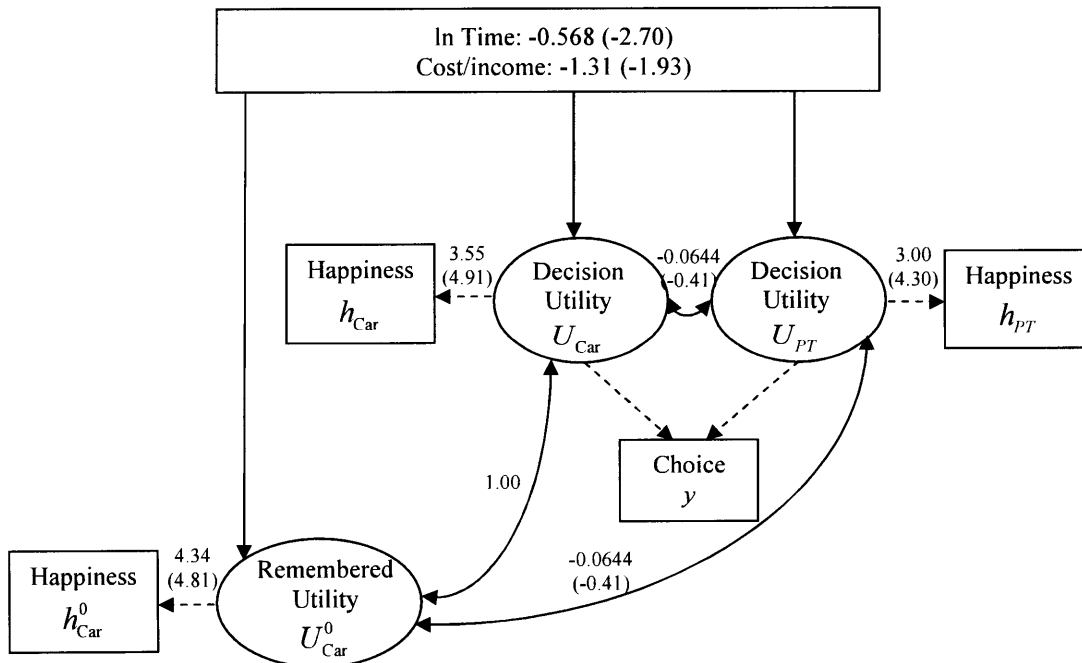 ln Time: -0.568 (-2.70)
Cost/income: -1.31 (-1.93)
Happiness
h_Car
3.55
(4.91)
Decision
Utility
U_Car
-0.0644
(-0.41)
Decision
Utility
U_PT
3.00
(4.30)
Happiness
h_PT
Choice
y
1.00
-0.0644
(-0.41)
Happiness
h^0_Car
4.34
(4.81)
Remembered
Utility
U^0_Car